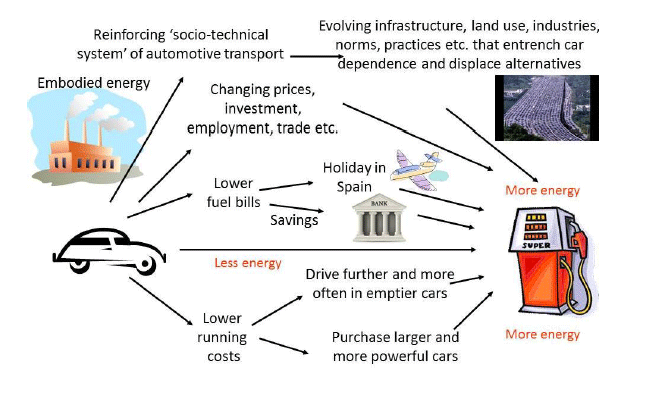 Reinforcing ‘socio-technical
system’ of automotive transport
Evolving infrastructure, land use, industries,
norms, practices etc. that entrench car
dependence and displace alternatives
Embodied energy
Changing prices,
investment,
employment, trade etc.
Lower
fuel bills
Holiday in
Spain
Savings
BANK
More energy
SUPER
Less energy
Drive further and more
often in emptier cars
Lower
running
costs
Purchase larger and
more powerful cars
More energy